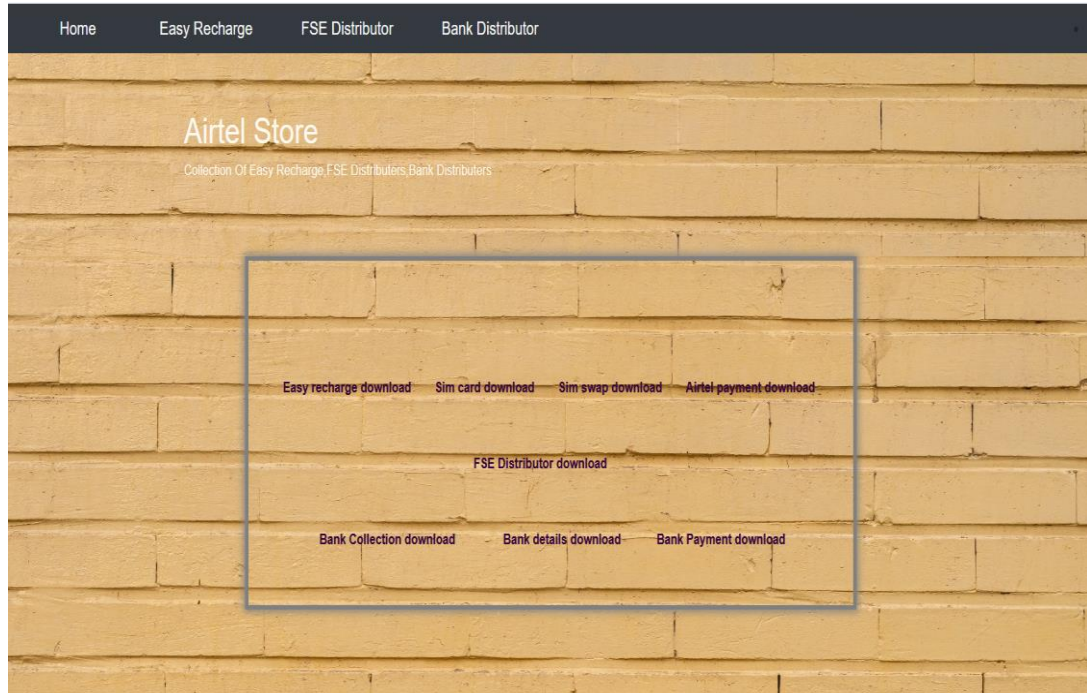 Home Easy Recharge FSE Distributor Bank Distributor
Airtel Store
Collection Of Easy Recharge,FSE Distributers,Bank Distributers
Easy recharge download Sim card download Sim swap download Airtel payment download
FSE Distributor download
Bank Collection download Bank details download Bank Payment download